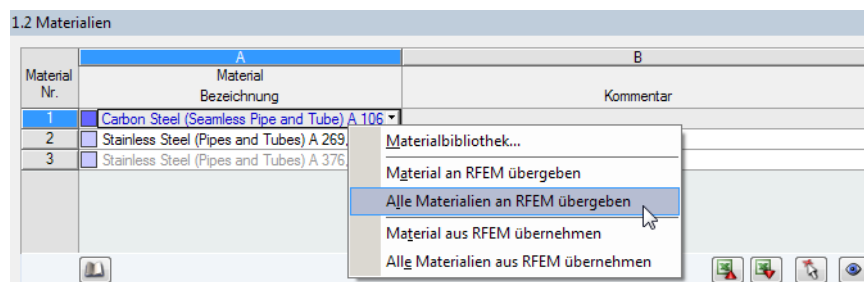 1.2 Materialien
A B
Material Material
Nr. Bezeichnung Kommentar
1 Carbon Steel (Seamless Pipe and Tube) A 106
2 Stainless Steel (Pipes and Tubes) A 269,
3 Stainless Steel (Pipes and Tubes) A 376,
Materialbibliothek...
Material an RFEM übergeben
Alle Materialien an RFEM übergeben
Material aus RFEM übernehmen
Alle Materialien aus RFEM übernehmen